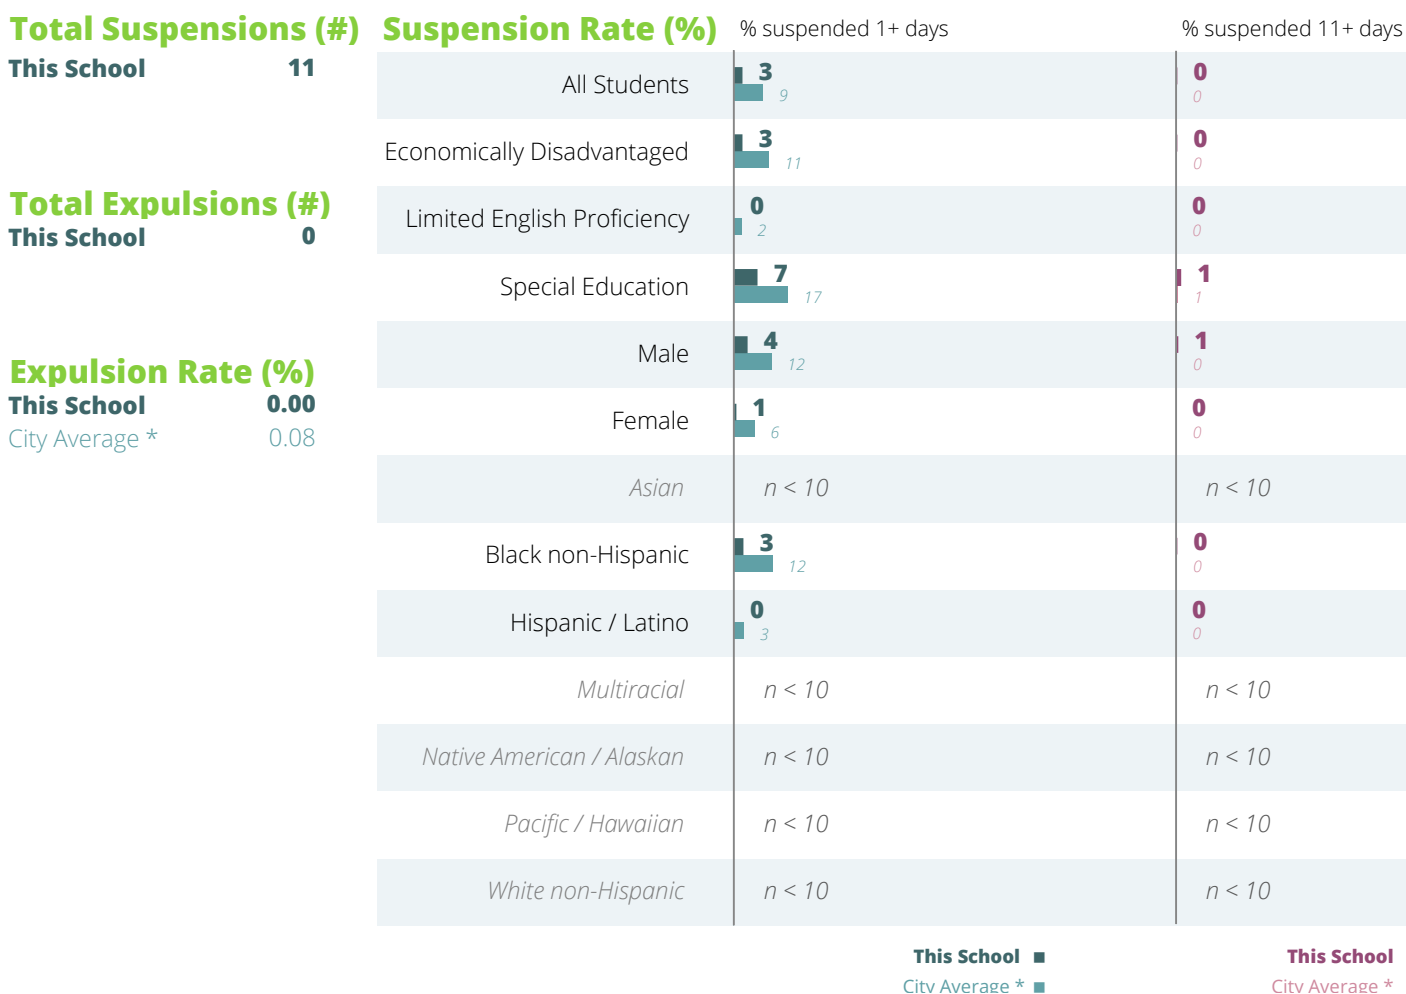 Total Suspensions (#)
This School 11
Total Expulsions (#)
This School 0
Expulsion Rate (%)
This School 0.00
City Average * 0.08
Suspension Rate (%) % suspended 1+ days % suspended 11+ days
All Students 3 0
9 0
Economically Disadvantaged 3 0
11 0
Limited English Proficiency 0 0
2 0
Special Education 7 1
17 1
Male 4 1
12 0
Female 1 0
6 0
Asian n < 10 n < 10
Black non-Hispanic 3 0
12 0
Hispanic / Latino 0 0
3 0
Multiracial n < 10 n < 10
Native American / Alaskan n < 10 n < 10
Pacific / Hawaiian n < 10 n < 10
White non-Hispanic n < 10 n < 10
This School This School
City Average * City Average *